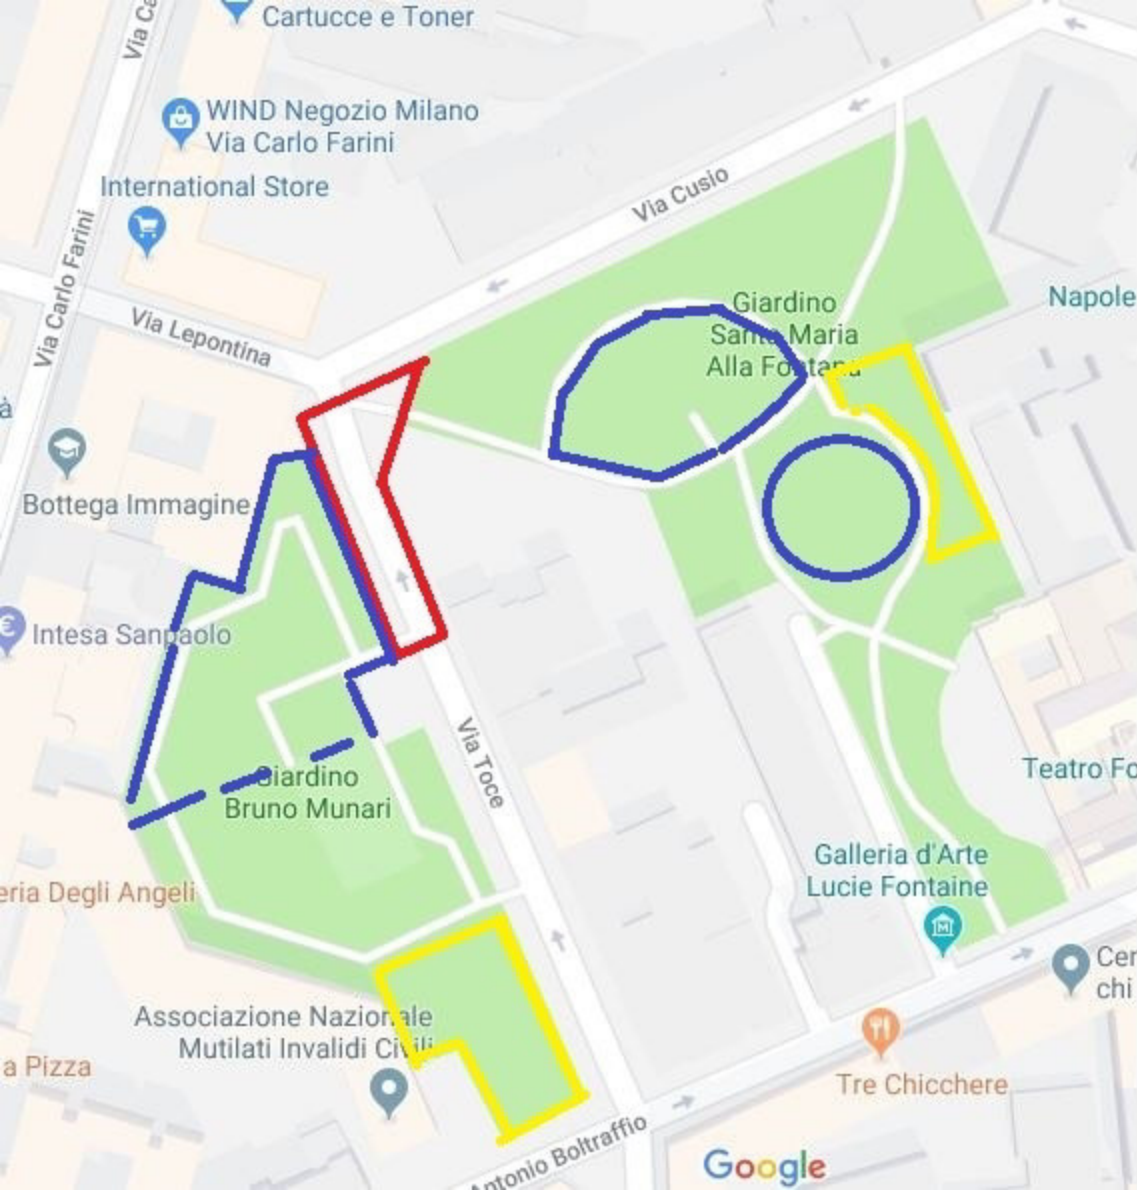 Via Ca
Cartucce e Toner
WIND Negozio Milano
Via Carlo Farini
International Store
Via Cusio
Via Carlo Farini
Via Lepontina
Giardino
Santa Maria
Alla Fontana
Napole
à
Bottega Immagine
Intesa Sanpaolo
Via Toce
Giardino
Bruno Munari
Teatro Fo
Galleria d'Arte
Lucie Fontaine
eria Degli Angeli
Cer
chi
Associazione Nazionale
Mutilati Invalidi Civili
a Pizza
Tre Chicchere
Antonio Boltraffio
Google